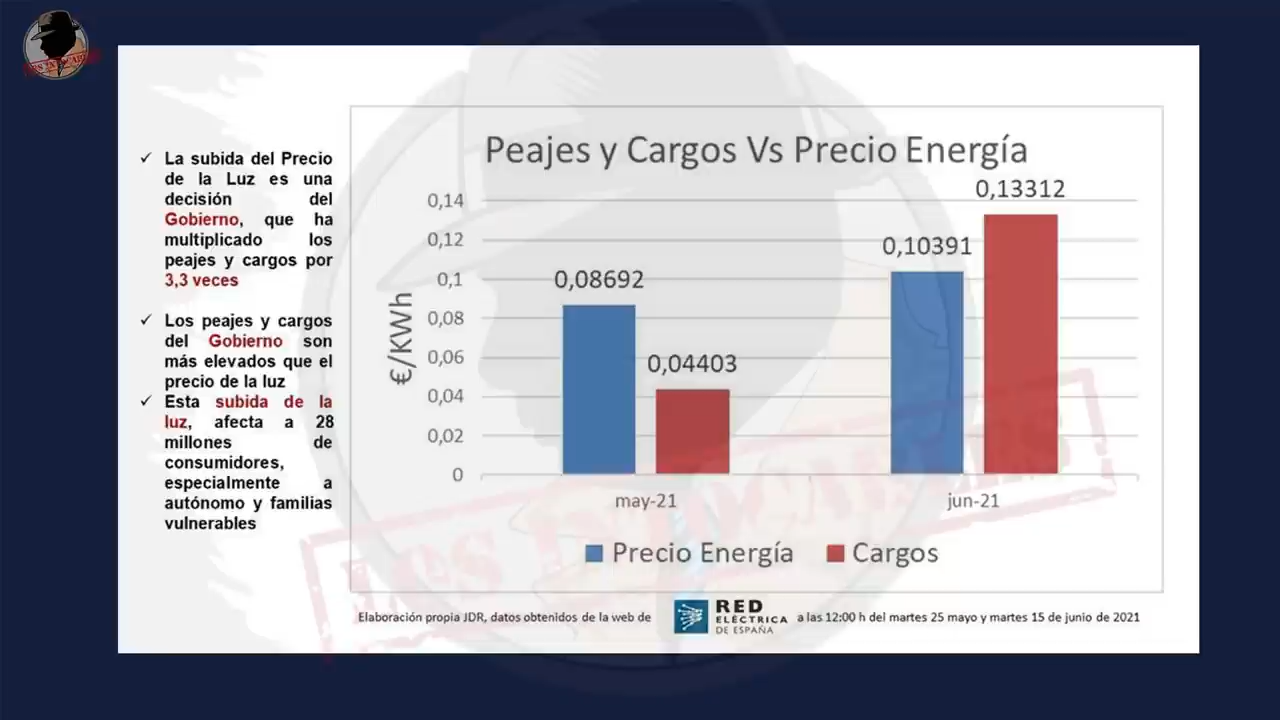 ✓ La subida del Precio
de la Luz es una
decisión del
Gobierno, que ha
multiplicado los
peajes y cargos por
3,3 veces
✓ Los peajes y cargos
del Gobierno son
más elevados que el
precio de la luz
✓ Esta subida de la
luz, afecta a 28
millones de
consumidores,
especialmente a
autónomo y familias
vulnerables
Peajes y Cargos Vs Precio Energía
€/KWh
0,14
0,12
0,1
0,08
0,06
0,04
0,02
0
0,08692
0,04403
0,10391
0,13312
may-21
jun-21
Precio Energía
Cargos
Elaboración propia JDR, datos obtenidos de la web de
RED
ELÉCTRICA
DE ESPAÑA
a las 12:00 h del martes 25 mayo y martes 15 de junio de 2021
LOS INTOCABLES